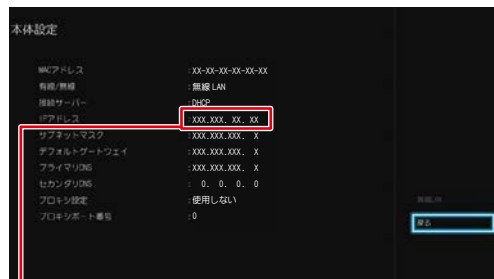 本体設定
MACアドレス : XX-XX-XX-XX-XX-XX
有線/無線 : 無線 LAN
接続サーバー : DHCP
IPアドレス : XXX.XXX. XX. XX
サブネットマスク : XXX.XXX.XXX. X
デフォルトゲートウェイ : XXX.XXX.XXX. X
プライマリDNS : XXX.XXX.XXX. X
セカンダリDNS : 0. 0. 0. 0
プロキシ設定 : 使用しない
プロキシポート番号 : 0
無線LAN
戻る